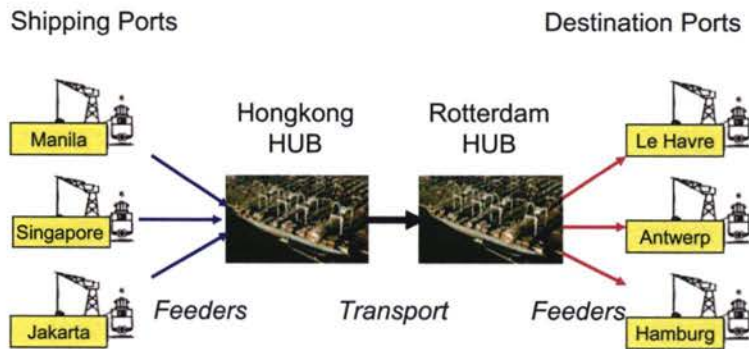 Shipping Ports
Destination Ports
Manila
Singapore
Jakarta
Hongkong
HUB
Rotterdam
HUB
Le Havre
Antwerp
Hamburg
Feeders
Transport
Feeders